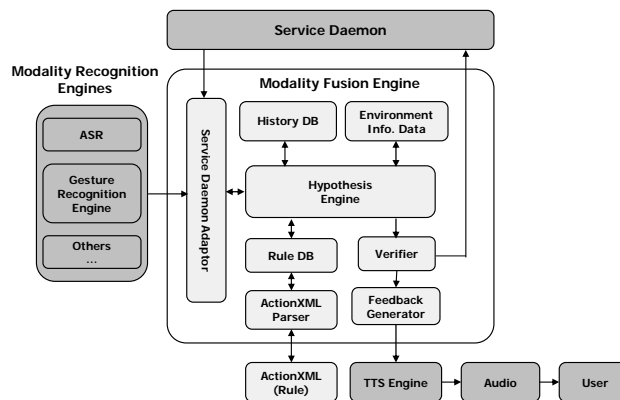 Service Daemon
Modality Recognition
Engines
Modality Fusion Engine
ASR
Gesture
Recognition
Engine
Others
...
Service Daemon Adaptor
History DB
Environment
Info. Data
Hypothesis
Engine
Rule DB
Verifier
ActionXML
Parser
Feedback
Generator
ActionXML
(Rule)
TTS Engine
Audio
User